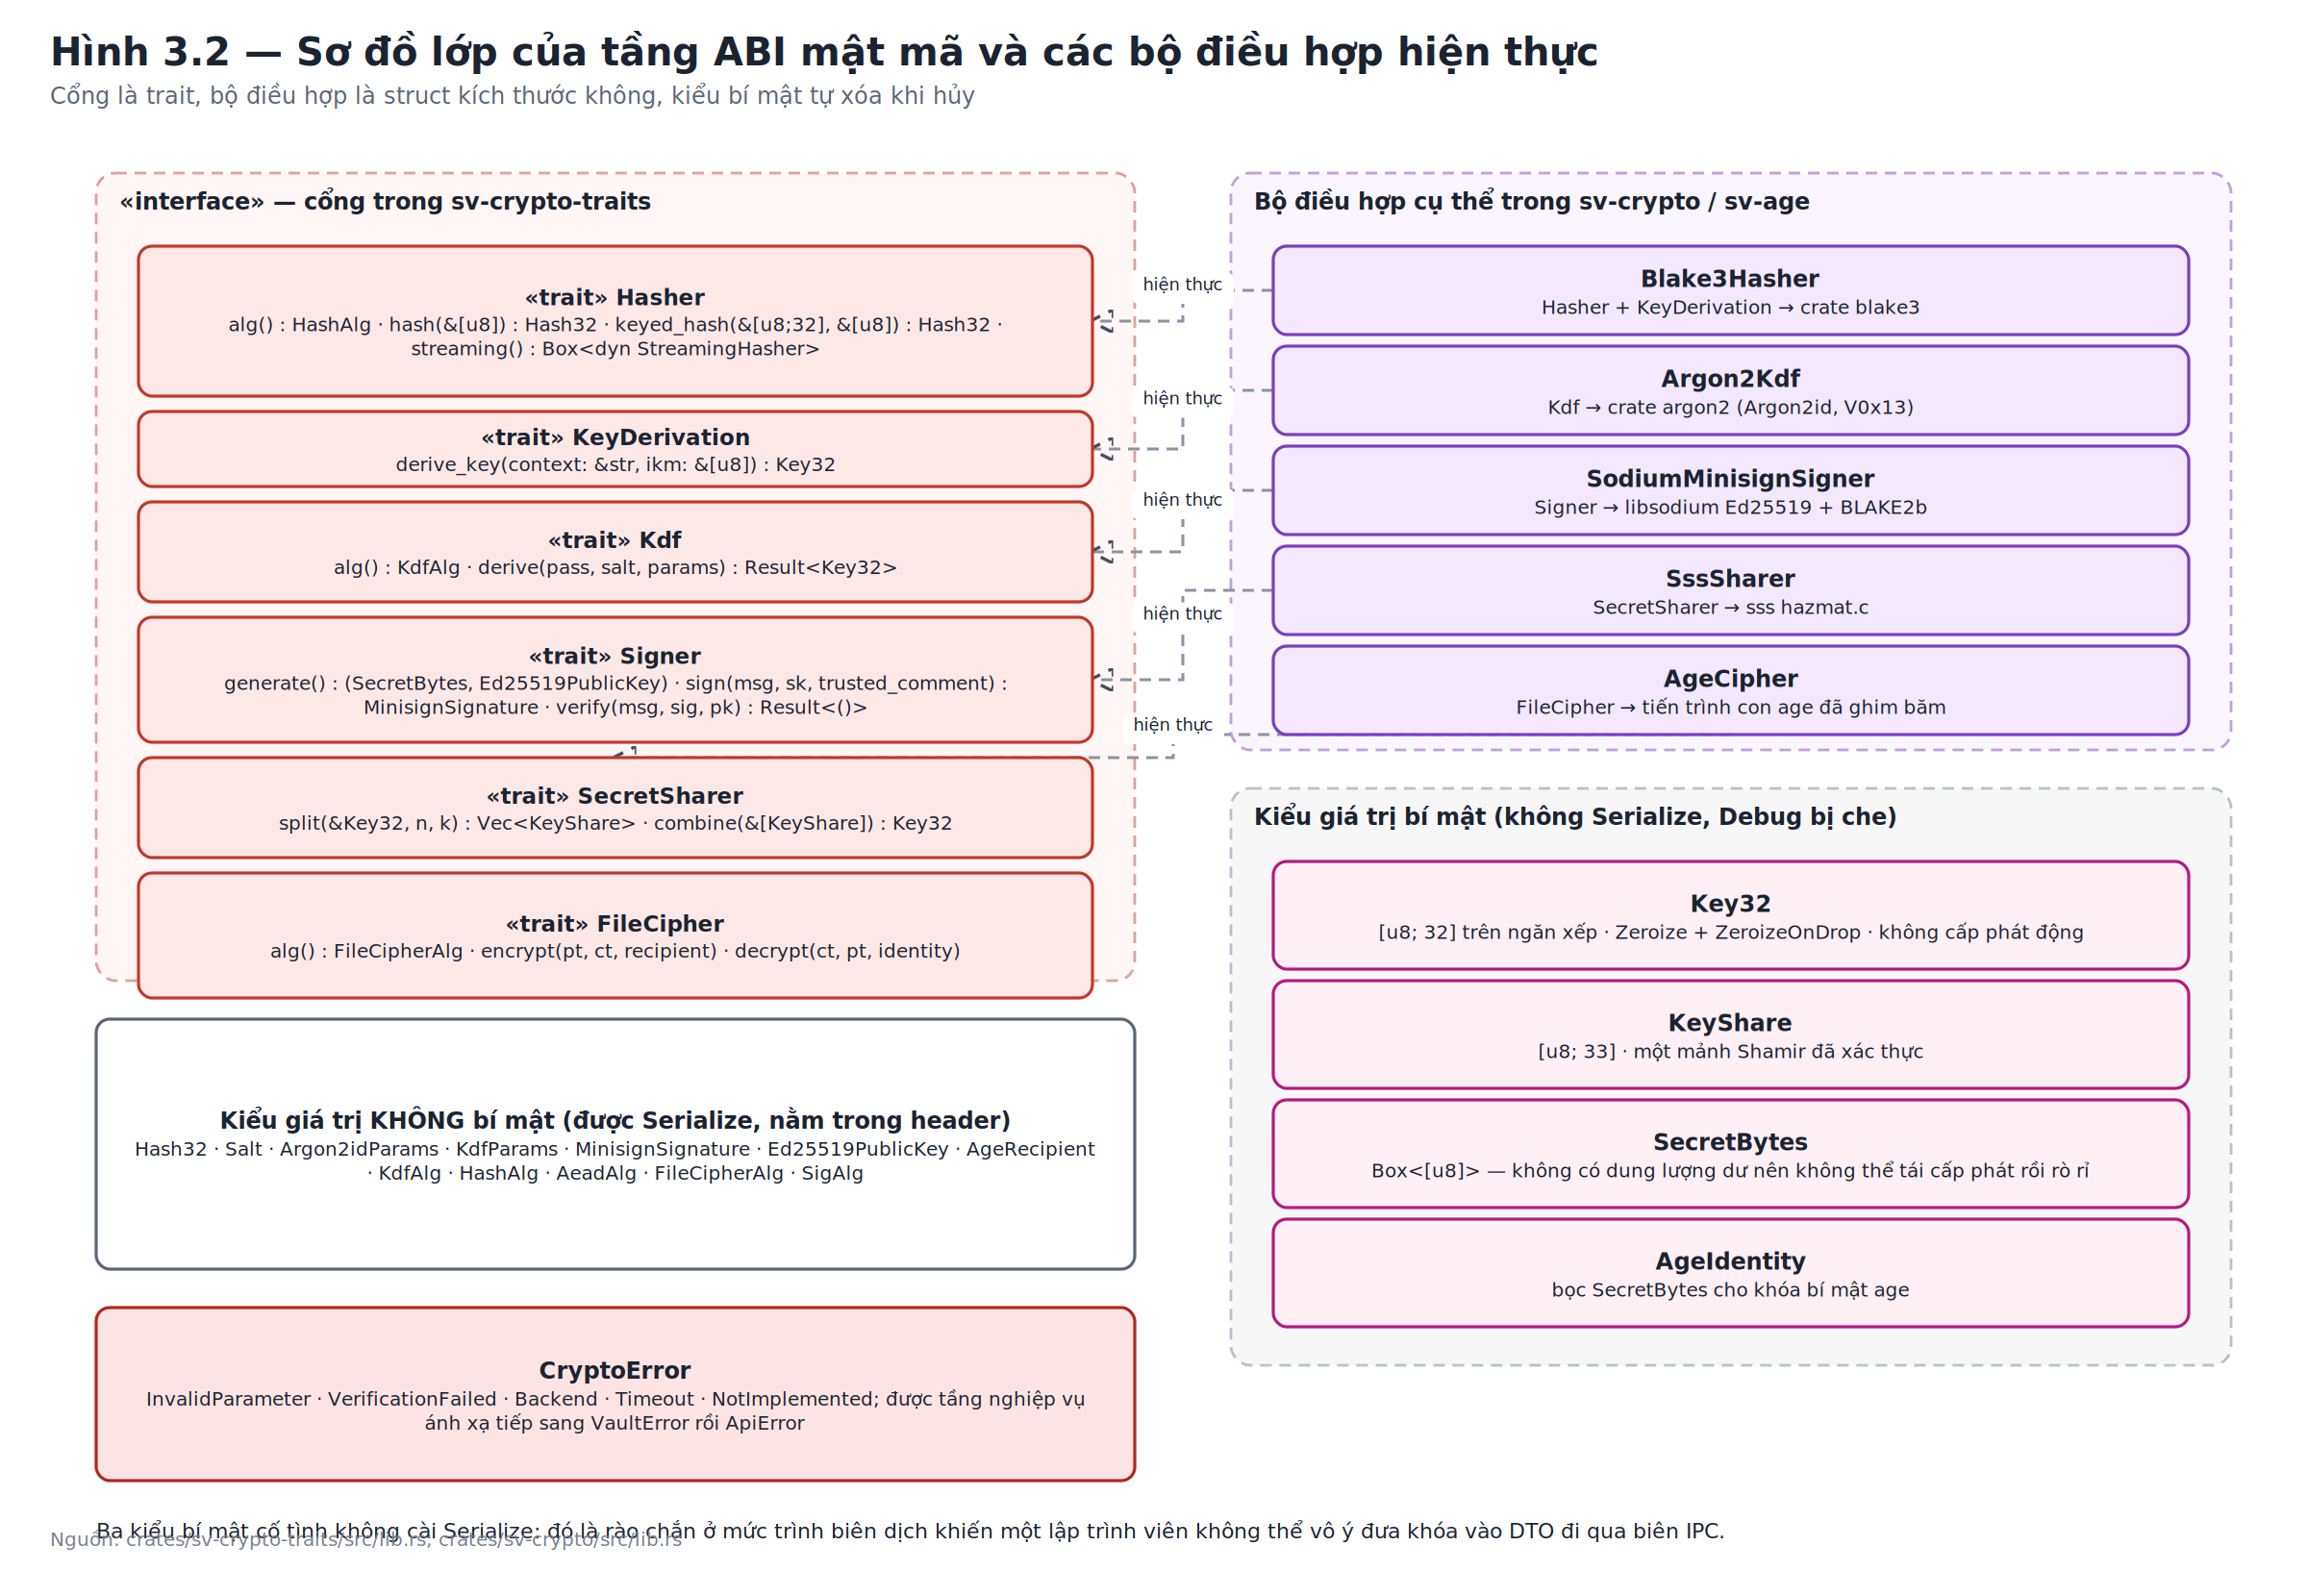 Hình 3.2 — Sơ đồ lớp của tầng ABI mật mã và các bộ điều hợp hiện thực
Cổng là trait, bộ điều hợp là struct kích thước không, kiểu bí mật tự xóa khi hủy
«interface» — cổng trong sv-crypto-traits
«trait» Hasher
alg() : HashAlg · hash(&[u8]) : Hash32 · keyed_hash(&[u8;32], &[u8]) : Hash32 ·
streaming() : Box<dyn StreamingHasher>
«trait» KeyDerivation
derive_key(context: &str, ikm: &[u8]) : Key32
«trait» Kdf
alg() : KdfAlg · derive(pass, salt, params) : Result<Key32>
«trait» Signer
generate() : (SecretBytes, Ed25519PublicKey) · sign(msg, sk, trusted_comment) :
MinisignSignature · verify(msg, sig, pk) : Result<()>
«trait» SecretSharer
split(&Key32, n, k) : Vec<KeyShare> · combine(&[KeyShare]) : Key32
«trait» FileCipher
alg() : FileCipherAlg · encrypt(pt, ct, recipient) · decrypt(ct, pt, identity)
hiện thực
hiện thực
hiện thực
hiện thực
hiện thực
Bộ điều hợp cụ thể trong sv-crypto / sv-age
Blake3Hasher
Hasher + KeyDerivation → crate blake3
Argon2Kdf
Kdf → crate argon2 (Argon2id, V0x13)
SodiumMinisignSigner
Signer → libsodium Ed25519 + BLAKE2b
SssSharer
SecretSharer → sss hazmat.c
AgeCipher
FileCipher → tiến trình con age đã ghim băm
Kiểu giá trị bí mật (không Serialize, Debug bị che)
Key32
[u8; 32] trên ngăn xếp · Zeroize + ZeroizeOnDrop · không cấp phát động
KeyShare
[u8; 33] · một mảnh Shamir đã xác thực
SecretBytes
Box<[u8]> — không có dung lượng dư nên không thể tái cấp phát rồi rò rỉ
AgeIdentity
bọc SecretBytes cho khóa bí mật age
Kiểu giá trị KHÔNG bí mật (được Serialize, nằm trong header)
Hash32 · Salt · Argon2idParams · KdfParams · MinisignSignature · Ed25519PublicKey · AgeRecipient
· KdfAlg · HashAlg · AeadAlg · FileCipherAlg · SigAlg
CryptoError
InvalidParameter · VerificationFailed · Backend · Timeout · NotImplemented; được tầng nghiệp vụ
ánh xạ tiếp sang VaultError rồi ApiError
Ba kiểu bí mật cố tình không cài Serialize: đó là rào chắn ở mức trình biên dịch khiến một lập trình viên không thể vô ý đưa khóa vào DTO đi qua biên IPC.
Nguồn: crates/sv-crypto-traits/src/lib.rs, crates/sv-crypto/src/lib.rs